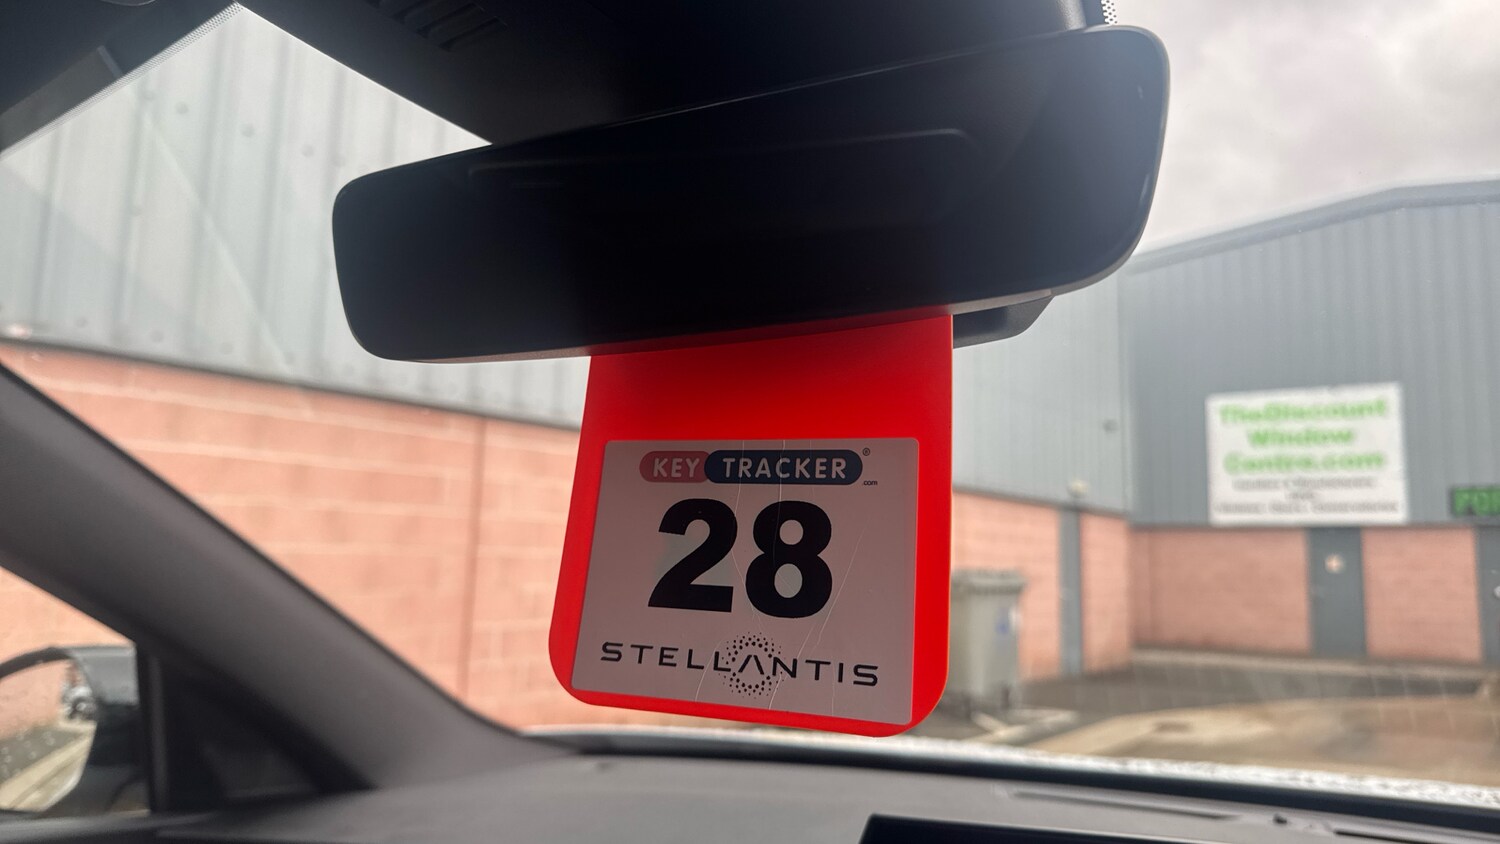 KEY TRACKER®
.com
28
STELLANTIS
TheDiscount
Window
Centre.com